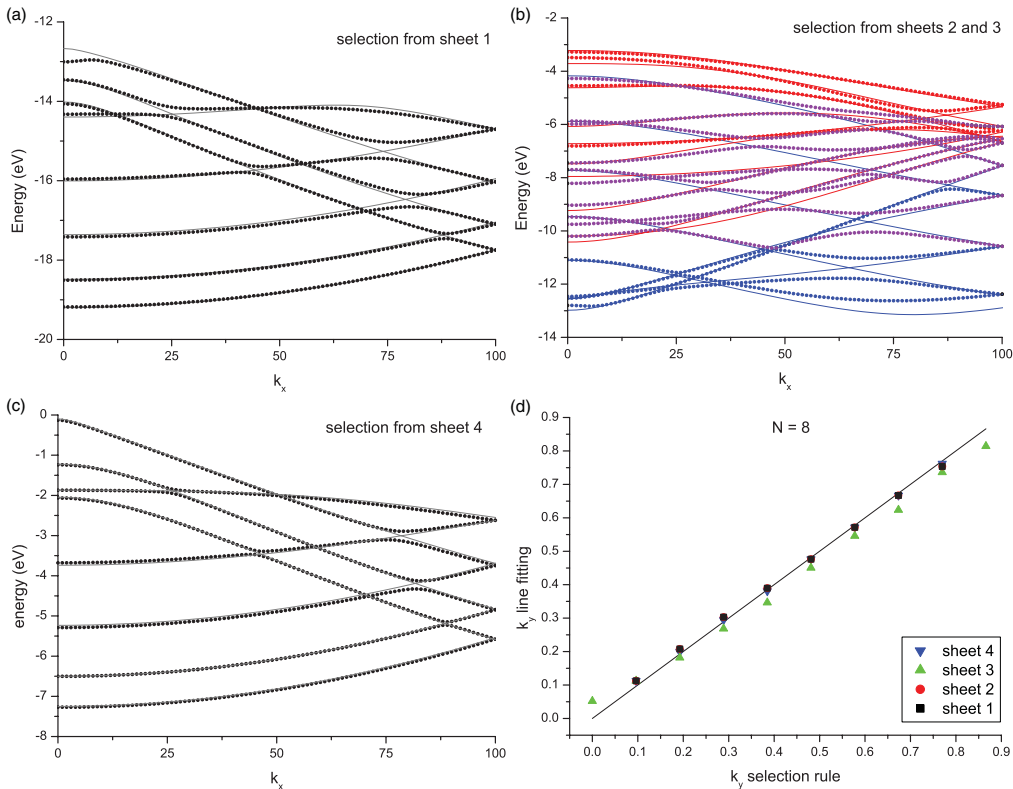 (a)
selection from sheet 1
Energy (eV)
-12
-14
-16
-18
-20
0
25
50
75
100
k_x
(b)
selection from sheets 2 and 3
Energy (eV)
-2
-4
-6
-8
-10
-12
-14
0
25
50
75
100
k_x
(c)
selection from sheet 4
energy (eV)
0
-1
-2
-3
-4
-5
-6
-7
-8
0
25
50
75
100
k_x
(d)
N = 8
k_y line fitting
0.9
0.8
0.7
0.6
0.5
0.4
0.3
0.2
0.1
0.0
0.0
0.1
0.2
0.3
0.4
0.5
0.6
0.7
0.8
0.9
k_y selection rule
sheet 4
sheet 3
sheet 2
sheet 1